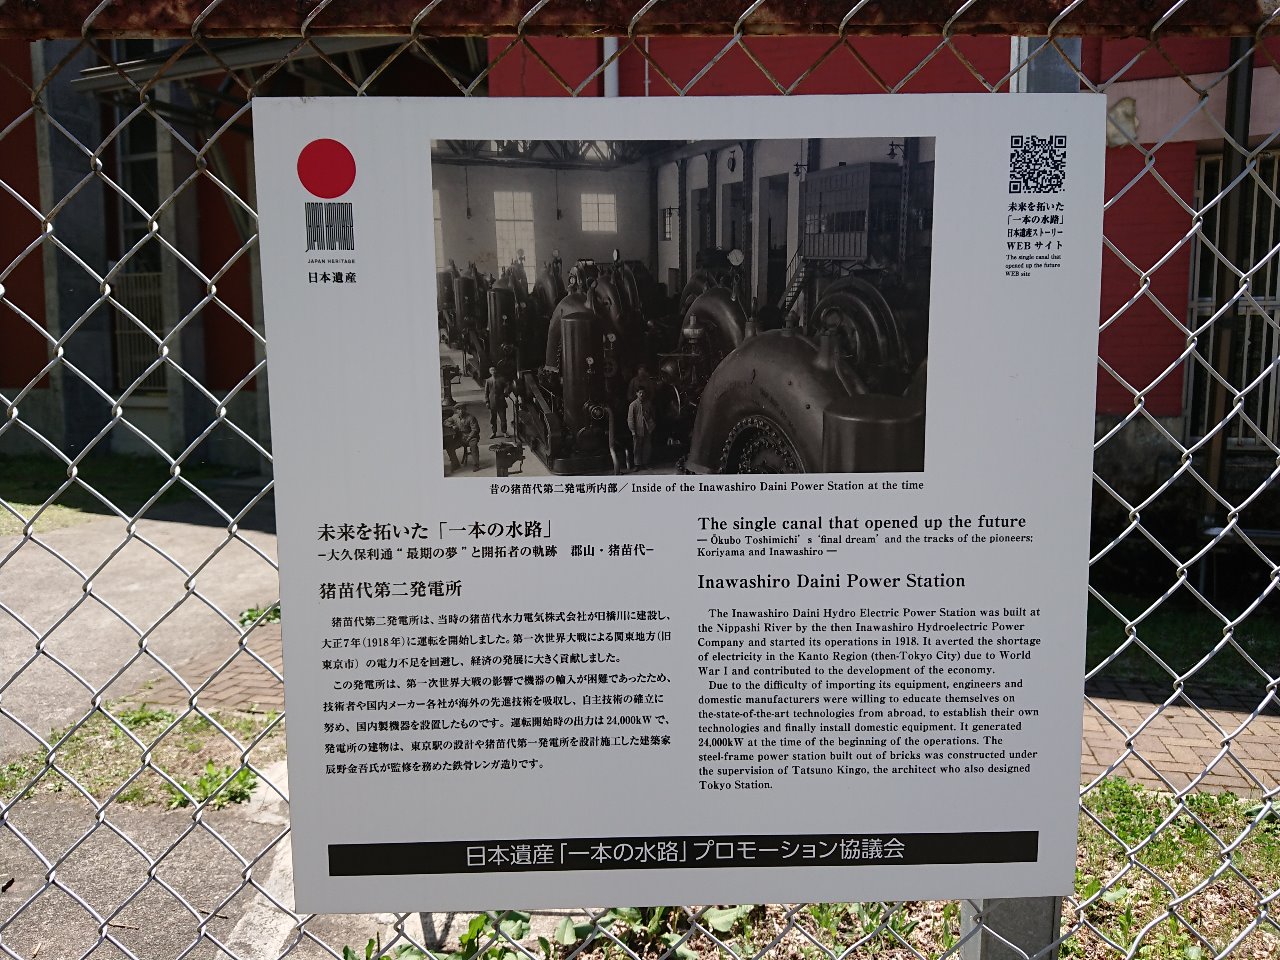 JAPAN HERITAGE
日本遺産
未来を拓いた
「一本の水路」
日本遺産ストーリー
WEBサイト
The single canal that
opened up the future
WEB site
昔の猪苗代第二発電所内部／Inside of the Inawashiro Daini Power Station at the time
未来を拓いた「一本の水路」
−大久保利通“最期の夢”と開拓者の軌跡　郡山・猪苗代−
猪苗代第二発電所
猪苗代第二発電所は、当時の猪苗代水力電気株式会社が日橋川に建設し、
大正7年(1918年)に運転を開始しました。第一次世界大戦による関東地方(旧
東京市）の電力不足を回避し、経済の発展に大きく貢献しました。
この発電所は、第一次世界大戦の影響で機器の輸入が困難であったため、
技術者や国内メーカー各社が海外の先進技術を吸収し、自主技術の確立に
努め、国内製機器を設置したものです。運転開始時の出力は24,000kWで、
発電所の建物は、東京駅の設計や猪苗代第一発電所を設計施工した建築家
辰野金吾氏が監修を務めた鉄骨レンガ造りです。
The single canal that opened up the future
— Ōkubo Toshimichi’s ‘final dream’ and the tracks of the pioneers;
Koriyama and Inawashiro —
Inawashiro Daini Power Station
The Inawashiro Daini Hydro Electric Power Station was built at
the Nippashi River by the then Inawashiro Hydroelectric Power
Company and started its operations in 1918. It averted the shortage
of electricity in the Kanto Region (then-Tokyo City) due to World
War I and contributed to the development of the economy.
Due to the difficulty of importing its equipment, engineers and
domestic manufacturers were willing to educate themselves on
the-state-of-the-art technologies from abroad, to establish their own
technologies and finally install domestic equipment. It generated
24,000kW at the time of the beginning of the operations. The
steel-frame power station built out of bricks was constructed under
the supervision of Tatsuno Kingo, the architect who also designed
Tokyo Station.
日本遺産「一本の水路」プロモーション協議会